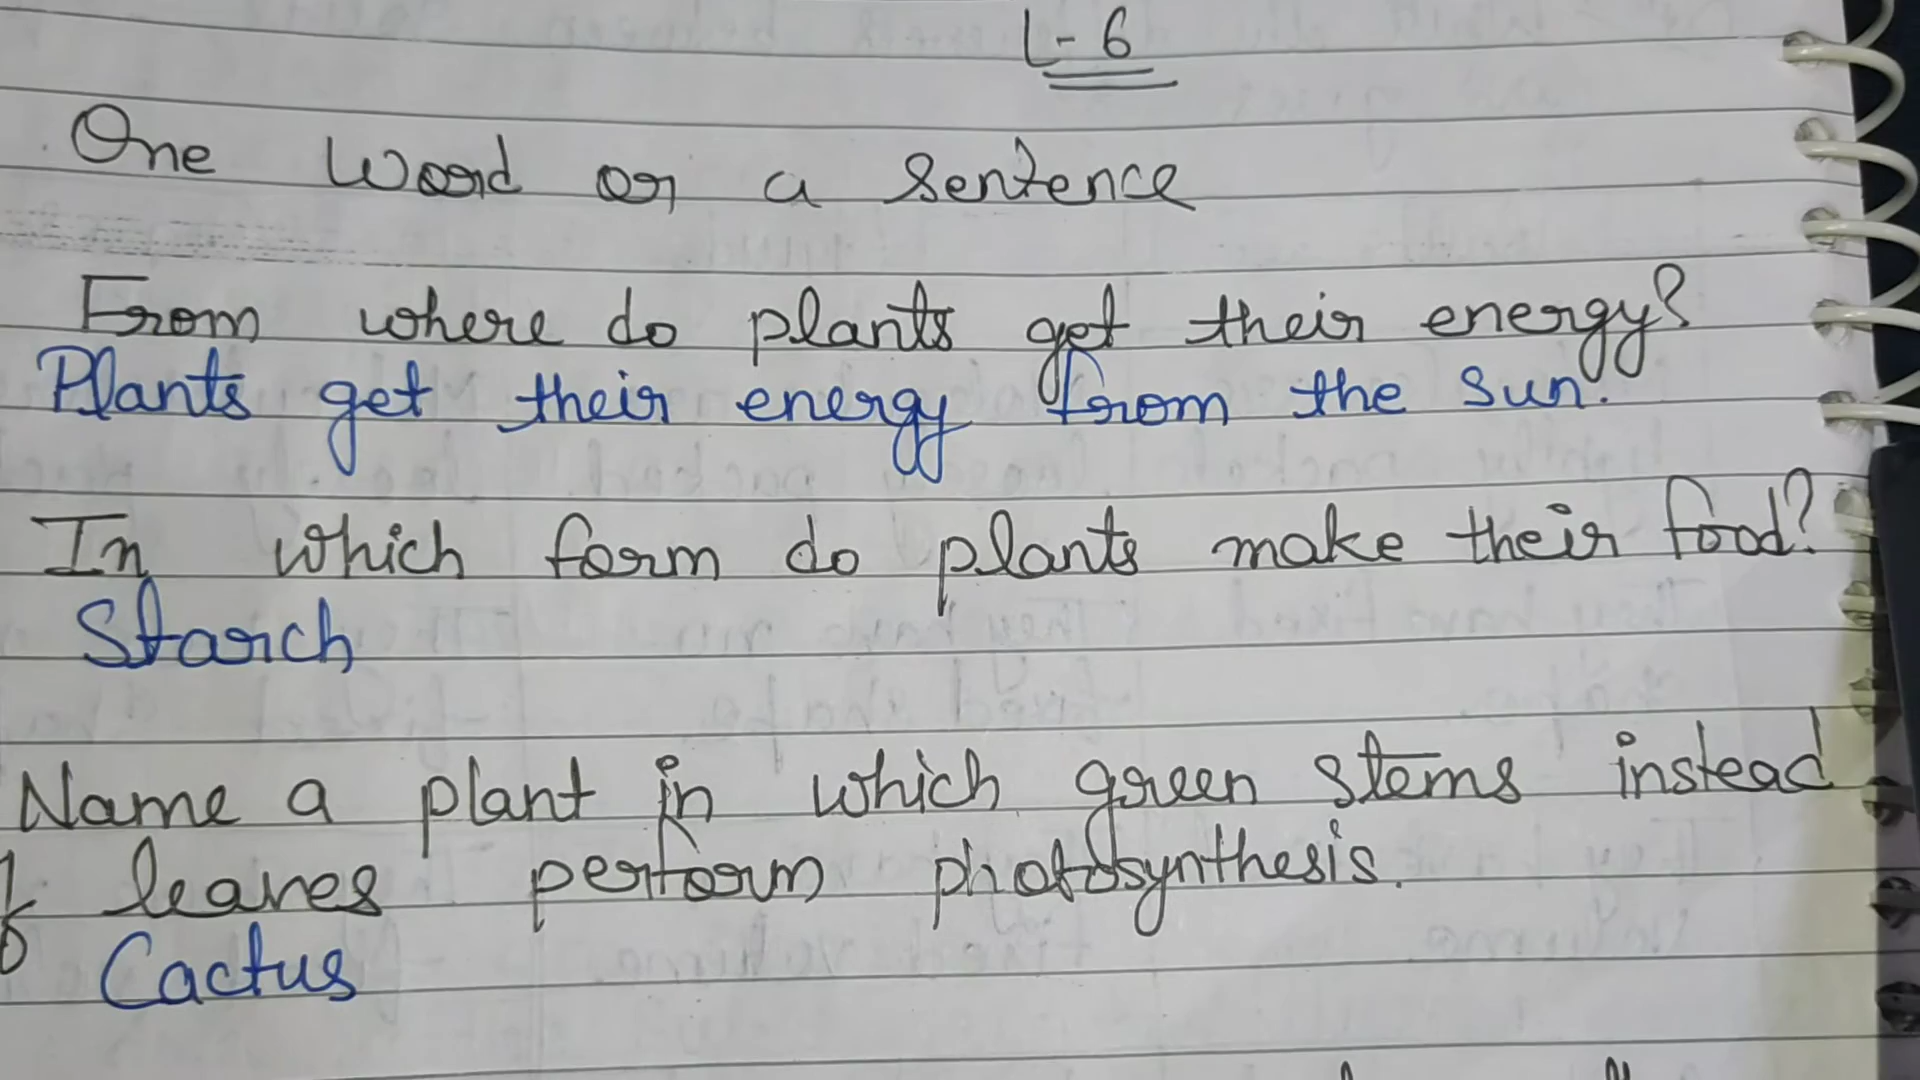 L-6
One word or a sentence
From where do plants get their energy?
Plants get their energy from the sun.
In which form do plants make their food?
Starch
Name a plant in which green stems instead
of leaves perform photosynthesis.
Cactus